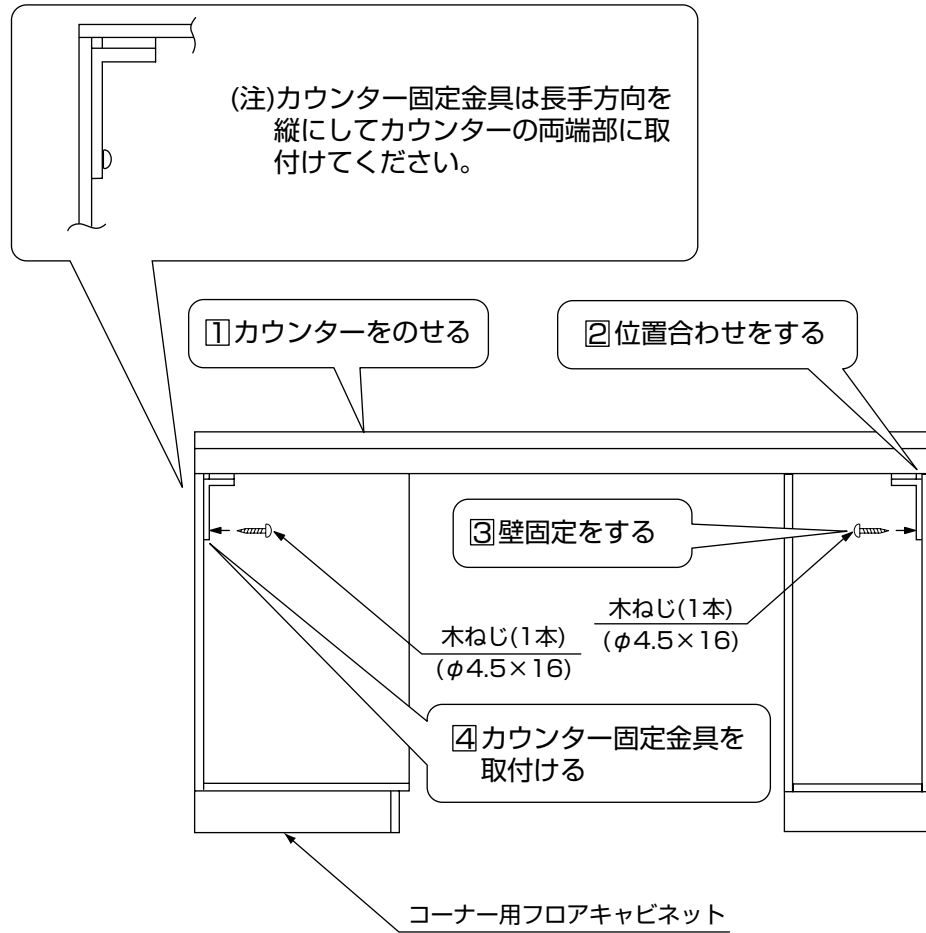 (注)カウンター固定金具は長手方向を
縦にしてカウンターの両端部に取
付けてください。
1カウンターをのせる
2位置合わせをする
3壁固定をする
木ねじ(1本)
(φ4.5×16)
木ねじ(1本)
(φ4.5×16)
4カウンター固定金具を
取付ける
コーナー用フロアキャビネット